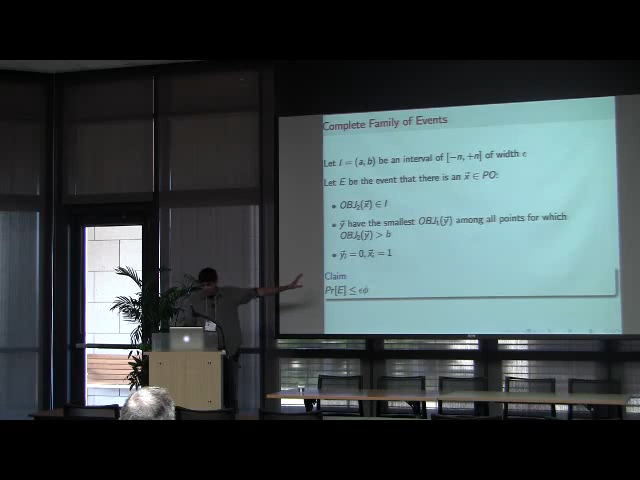 Complete Family of Events
Let I = (a, b) be an interval of [−n, +n] of width ϵ
Let E be the event that there is an x⃗ ∈ PO:
• OBJ₂(x⃗) ∈ I
• y⃗ have the smallest OBJ₁(y⃗) among all points for which
OBJ₂(y⃗) > b
• y⃗ᵢ = 0, x⃗ᵢ = 1
Claim
Pr[E] ≤ ϵϕ